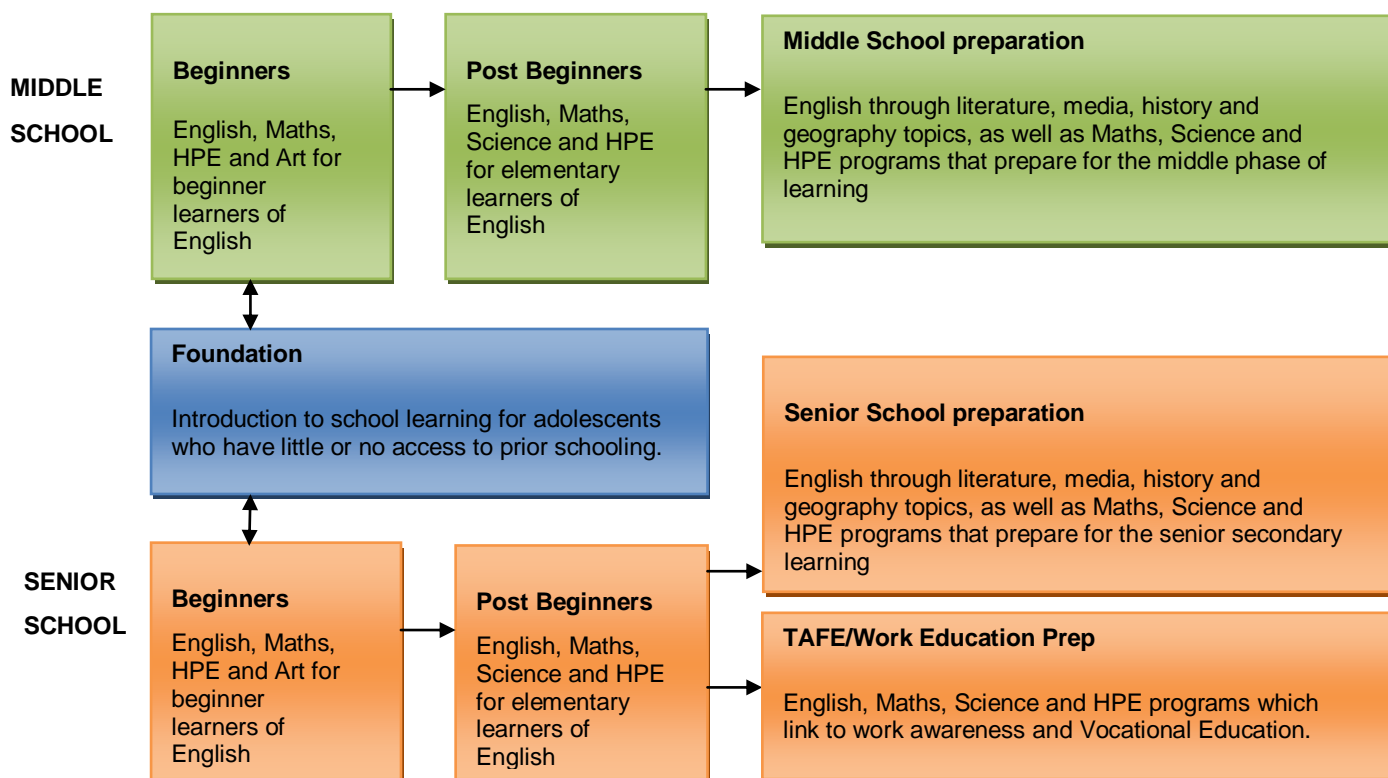 MIDDLE
SCHOOL
Beginners
English, Maths,
HPE and Art for
beginner
learners of
English
Post Beginners
English, Maths,
Science and HPE
for elementary
learners of
English
Middle School preparation
English through literature, media, history and
geography topics, as well as Maths, Science and
HPE programs that prepare for the middle phase of
learning
Foundation
Introduction to school learning for adolescents
who have little or no access to prior schooling.
SENIOR
SCHOOL
Beginners
English, Maths,
HPE and Art for
beginner
learners of
English
Post Beginners
English, Maths,
Science and HPE
for elementary
learners of
English
Senior School preparation
English through literature, media, history and
geography topics, as well as Maths, Science and
HPE programs that prepare for the senior secondary
learning
TAFE/Work Education Prep
English, Maths, Science and HPE programs which
link to work awareness and Vocational Education.